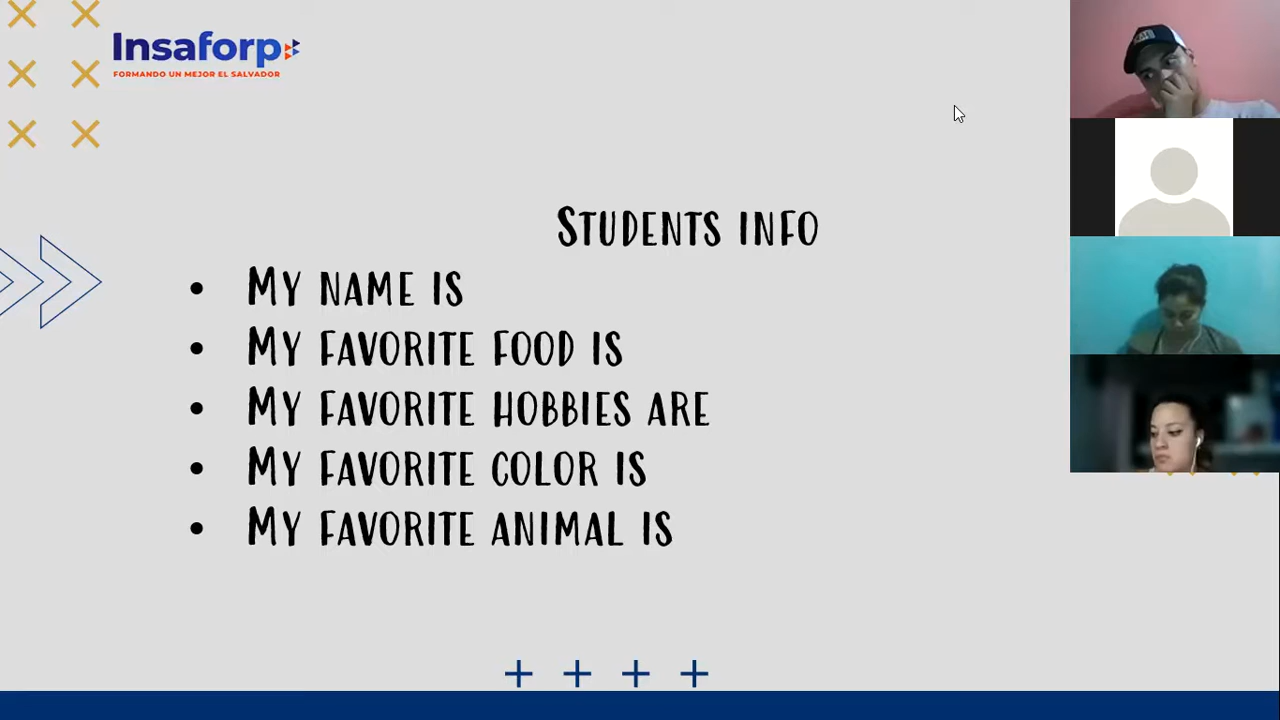 Insaforp
FORMANDO UN MEJOR EL SALVADOR
STUDENTS INFO
• MY NAME IS
• MY FAVORITE FOOD IS
• MY FAVORITE HOBBIES ARE
• MY FAVORITE COLOR IS
• MY FAVORITE ANIMAL IS